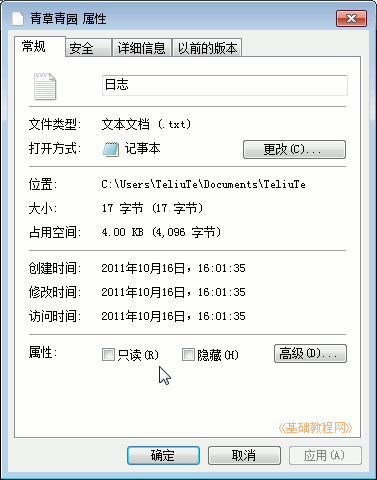 青草青园 属性
常规 安全 详细信息 以前的版本
日志
文件类型: 文本文档 (.txt)
打开方式: 记事本 更改(C)...
位置: C:\Users\TeliuTe\Documents\TeliuTe
大小: 17 字节 (17 字节)
占用空间: 4.00 KB (4,096 字节)
创建时间: 2011年10月16日，16:01:35
修改时间: 2011年10月16日，16:01:35
访问时间: 2011年10月16日，16:01:35
属性: 只读(R) 隐藏(H) 高级(D)...
《基础教程网》
确定 取消 应用(A)